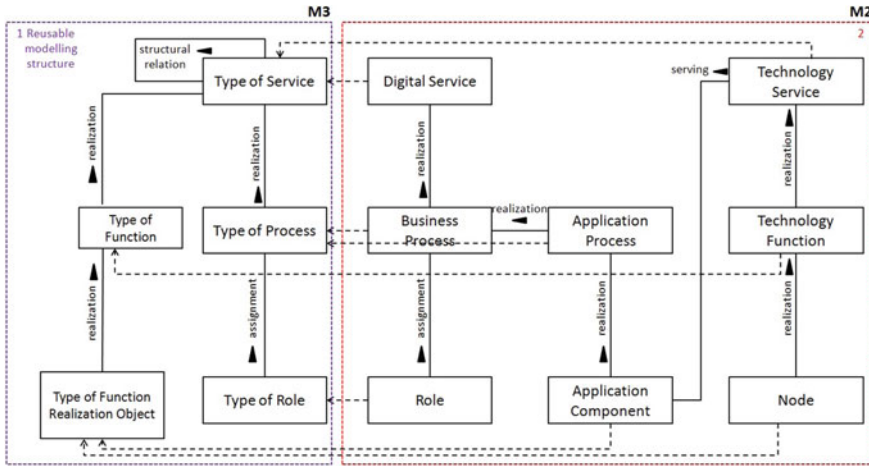 M3
M2
1 Reusable
modelling
structure
structural
relation
2
Type of Service
Digital Service
serving
Technology
Service
realization
realization
realization
realization
Type of
Function
Type of Process
Business
Process
realization
Application
Process
Technology
Function
realization
assignment
assignment
realization
realization
Type of Function
Realization Object
Type of Role
Role
Application
Component
Node